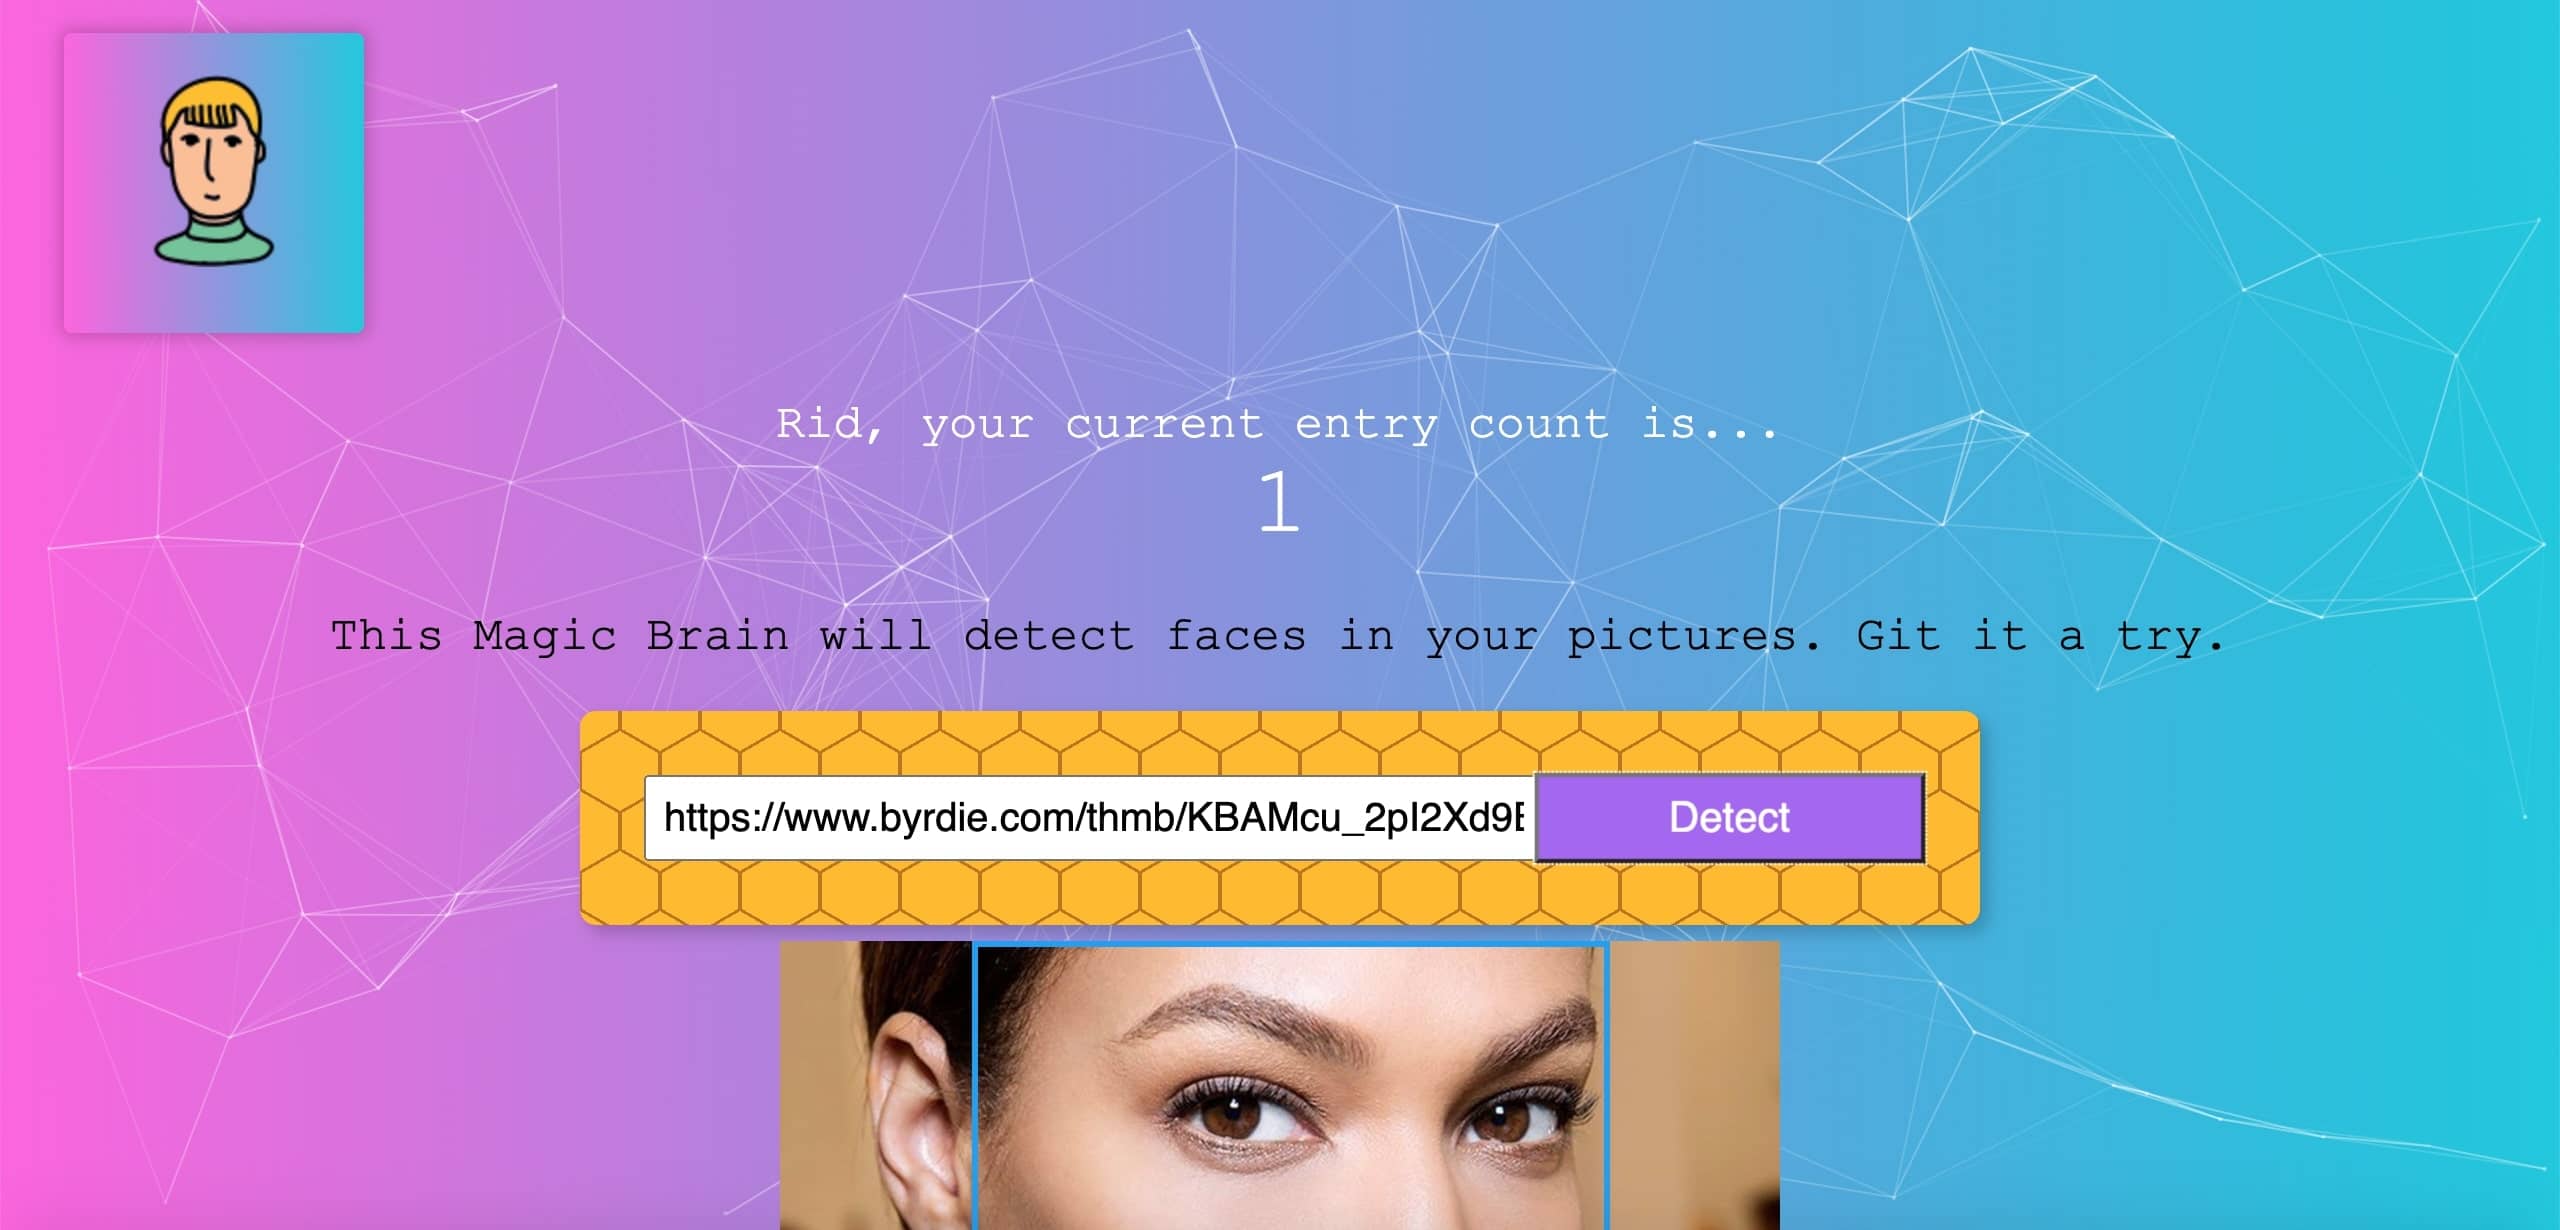 Rid, your current entry count is...
1
This Magic Brain will detect faces in your pictures. Git it a try.
https://www.byrdie.com/thmb/KBAMcu_2pI2Xd9
Detect